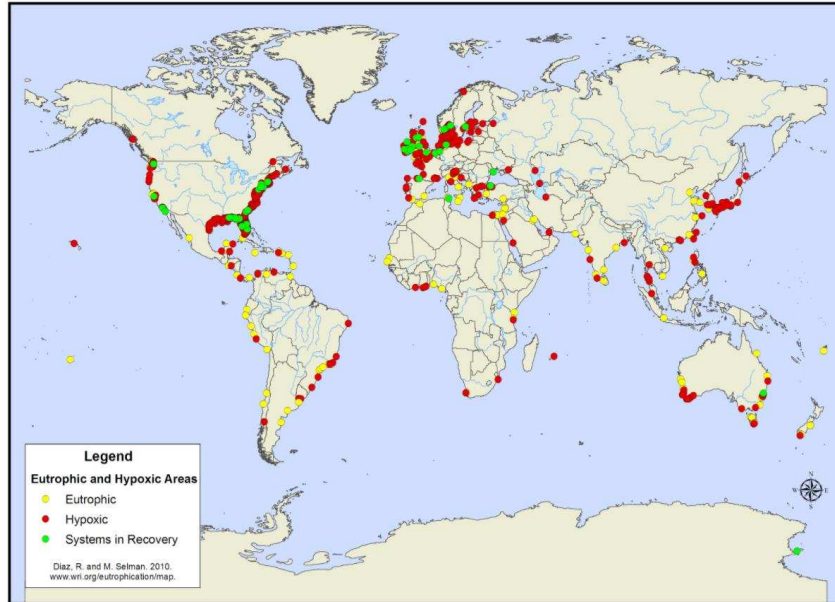 Legend
Eutrophic and Hypoxic Areas
Eutrophic
Hypoxic
Systems in Recovery
Diaz, R. and M. Selman. 2010.
www.wri.org/eutrophication/map.
N
W E
S